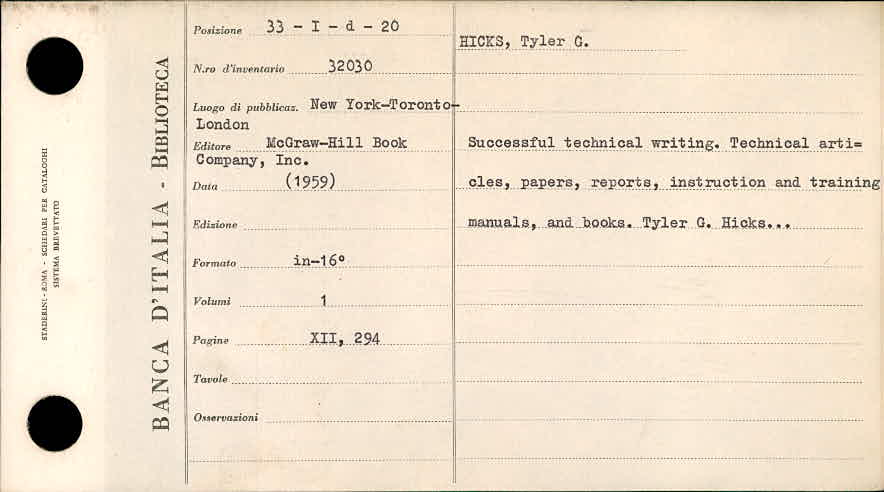 STADERINI - ROMA - SCHEDARI PER CATALOGHI
SISTEMA BREVETTATO
BANCA D'ITALIA - BIBLIOTECA
Posizione 33 - I - d - 20
N.ro d'inventario 32030
Luogo di pubblicaz. New York-Toronto-
London
Editore McGraw-Hill Book
Company, Inc.
Data (1959)
Edizione
Formato in-16°
Volumi 1
Pagine XII, 294
Tavole
Osservazioni
HICKS, Tyler G.
Successful technical writing. Technical arti=
cles, papers, reports, instruction and training
manuals, and books. Tyler G. Hicks...